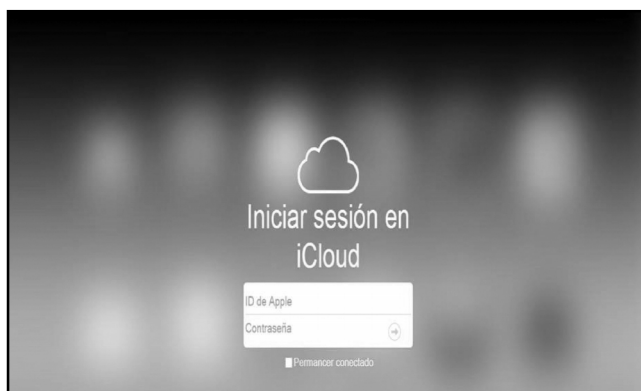 Iniciar sesión en
iCloud
ID de Apple
Contraseña
Permancer conectado